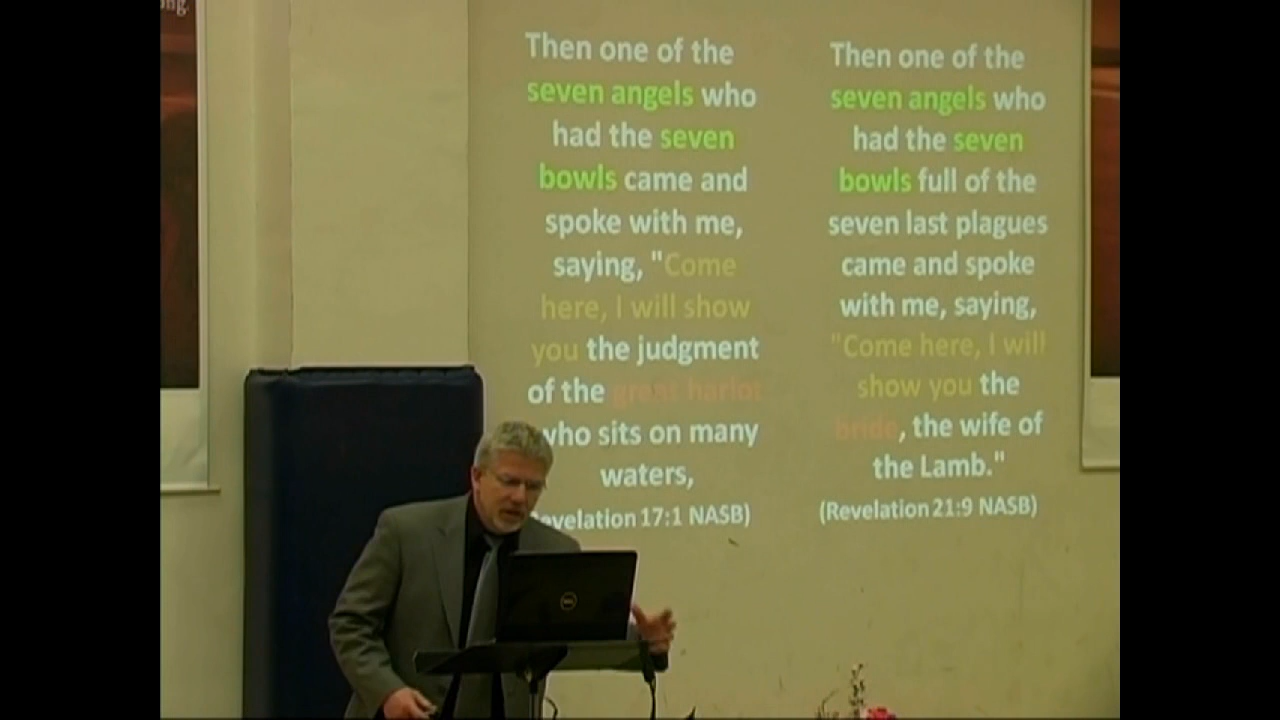 Then one of the
seven angels who
had the seven
bowls came and
spoke with me,
saying, "Come
here, I will show
you the judgment
of the great harlot
who sits on many
waters,
evelation 17:1 NASB)
Then one of the
seven angels who
had the seven
bowls full of the
seven last plagues
came and spoke
with me, saying,
"Come here, I will
show you the
bride, the wife of
the Lamb."
(Revelation 21:9 NASB)